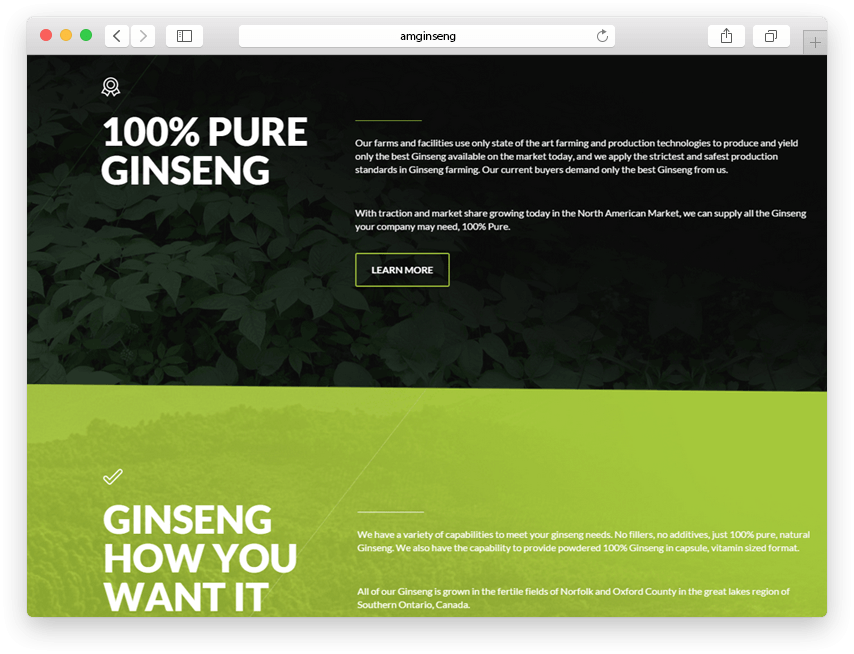 amginseng
100% PURE
GINSENG
Our farms and facilities use only state of the art farming and production technologies to produce and yield
only the best Ginseng available on the market today, and we apply the strictest and safest production
standards in Ginseng farming. Our current buyers demand only the best Ginseng from us.
With traction and market share growing today in the North American Market, we can supply all the Ginseng
your company may need, 100% Pure.
LEARN MORE
GINSENG
HOW YOU
WANT IT
We have a variety of capabilities to meet your ginseng needs. No fillers, no additives, just 100% pure, natural
Ginseng. We also have the capability to provide powdered 100% Ginseng in capsule, vitamin sized format.
All of our Ginseng is grown in the fertile fields of Norfolk and Oxford County in the great lakes region of
Southern Ontario, Canada.